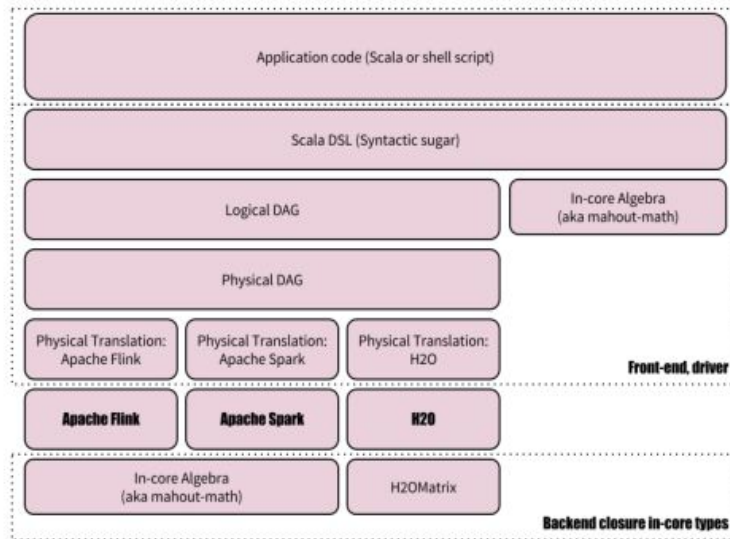 Application code (Scala or shell script)
Scala DSL (Syntactic sugar)
Logical DAG
In-core Algebra
(aka mahout-math)
Physical DAG
Physical Translation:
Apache Flink
Physical Translation:
Apache Spark
Physical Translation:
H2O
Front-end, driver
Apache Flink
Apache Spark
H2O
In-core Algebra
(aka mahout-math)
H2OMatrix
Backend closure in-core types